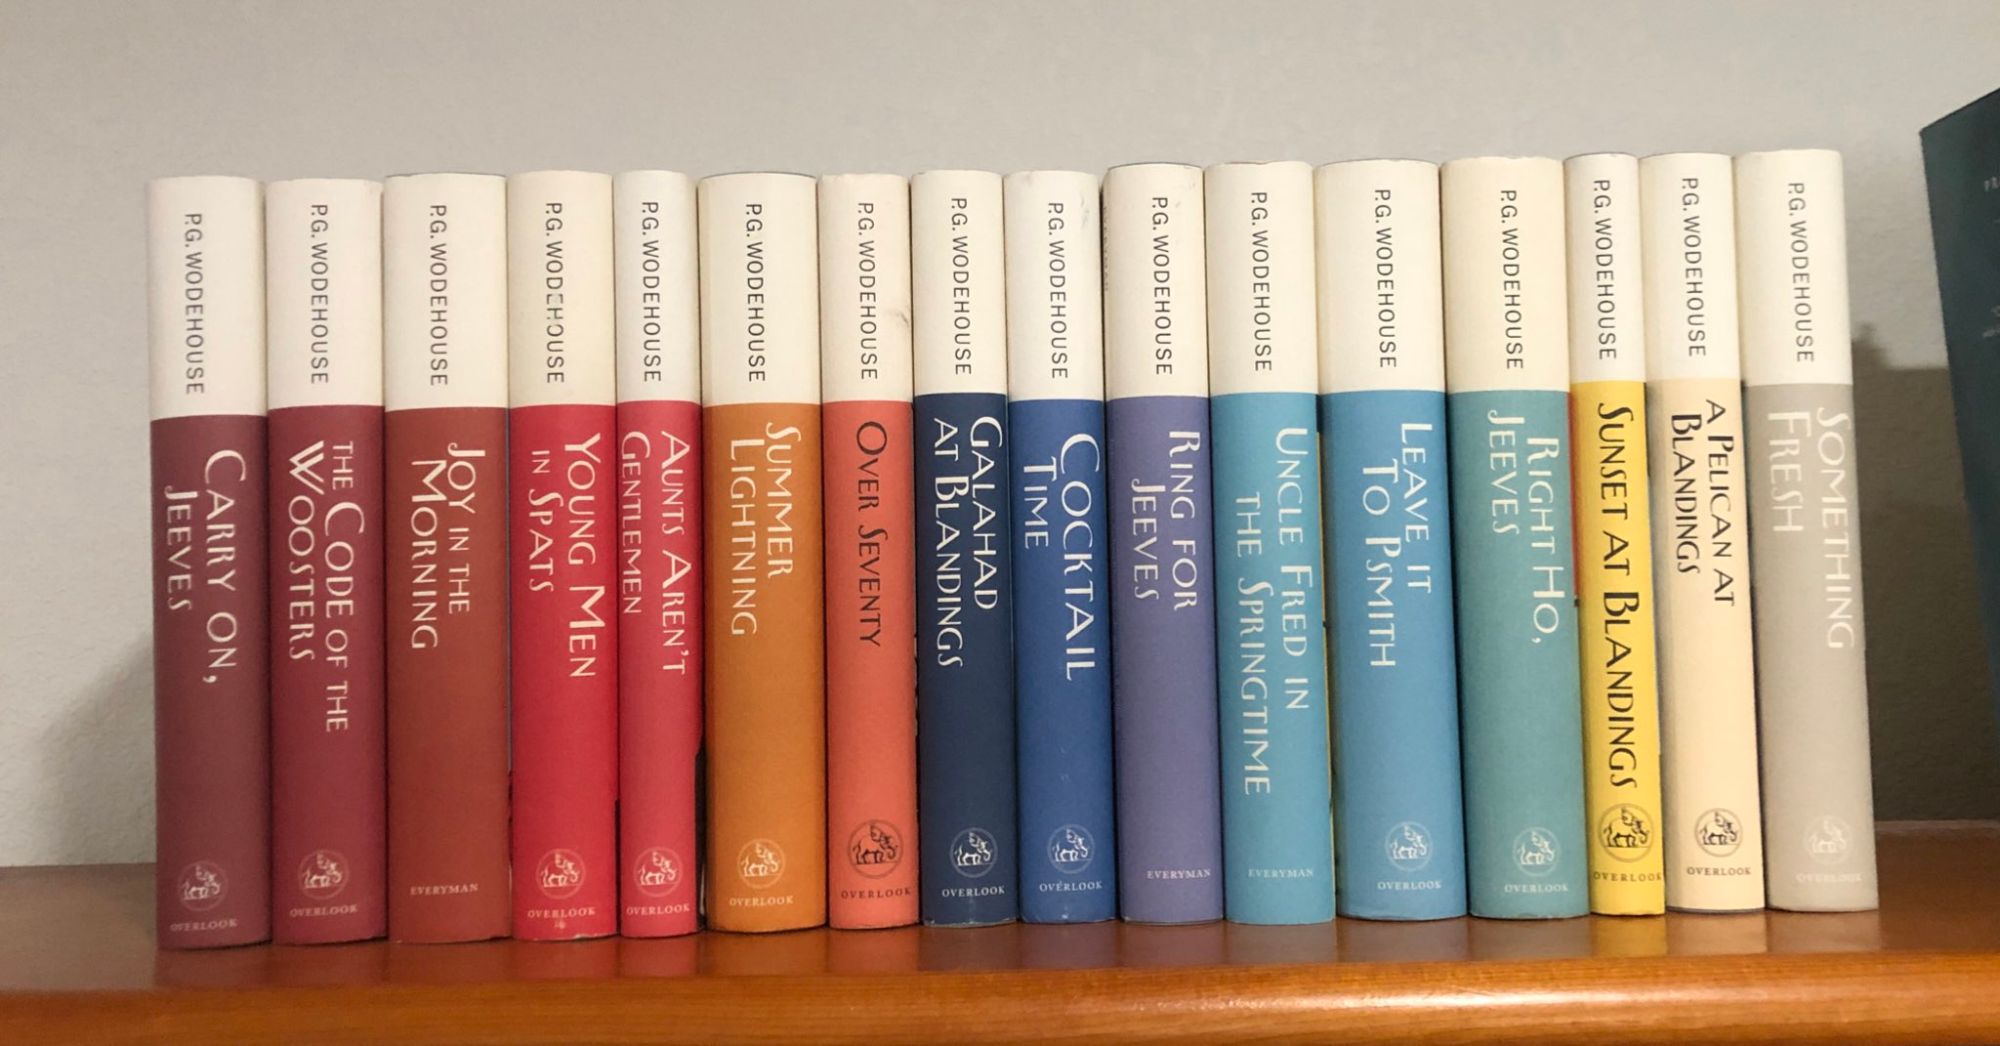 P.G. WODEHOUSE
CARRY ON,
JEEVES
OVERLOOK
P.G. WODEHOUSE
THE CODE OF THE
WOOSTERS
OVERLOOK
P.G. WODEHOUSE
JOY IN THE
MORNING
EVERYMAN
P.G. WODEHOUSE
YOUNG MEN
IN SPATS
OVERLOOK
P.G. WODEHOUSE
AUNTS AREN'T
GENTLEMEN
OVERLOOK
P.G. WODEHOUSE
SUMMER
LIGHTNING
OVERLOOK
P.G. WODEHOUSE
OVER SEVENTY
OVERLOOK
P.G. WODEHOUSE
GALAHAD
AT BLANDINGS
OVERLOOK
P.G. WODEHOUSE
COCKTAIL
TIME
OVERLOOK
P.G. WODEHOUSE
RING FOR
JEEVES
EVERYMAN
P.G. WODEHOUSE
UNCLE FRED IN
THE SPRINGTIME
EVERYMAN
P.G. WODEHOUSE
LEAVE IT
TO PSMITH
OVERLOOK
P.G. WODEHOUSE
RIGHT HO,
JEEVES
OVERLOOK
P.G. WODEHOUSE
SUNSET AT BLANDINGS
OVERLOOK
P.G. WODEHOUSE
A PELICAN AT
BLANDINGS
OVERLOOK
P.G. WODEHOUSE
SOMETHING
FRESH
OVERLOOK